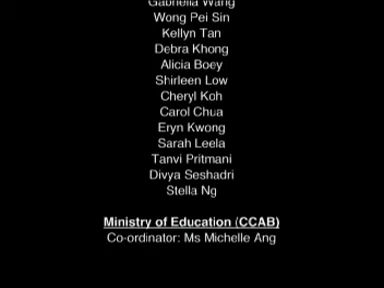 Gabriella Wang
Wong Pei Sin
Kellyn Tan
Debra Khong
Alicia Boey
Shirleen Low
Cheryl Koh
Carol Chua
Eryn Kwong
Sarah Leela
Tanvi Pritmani
Divya Seshadri
Stella Ng
Ministry of Education (CCAB)
Co-ordinator: Ms Michelle Ang